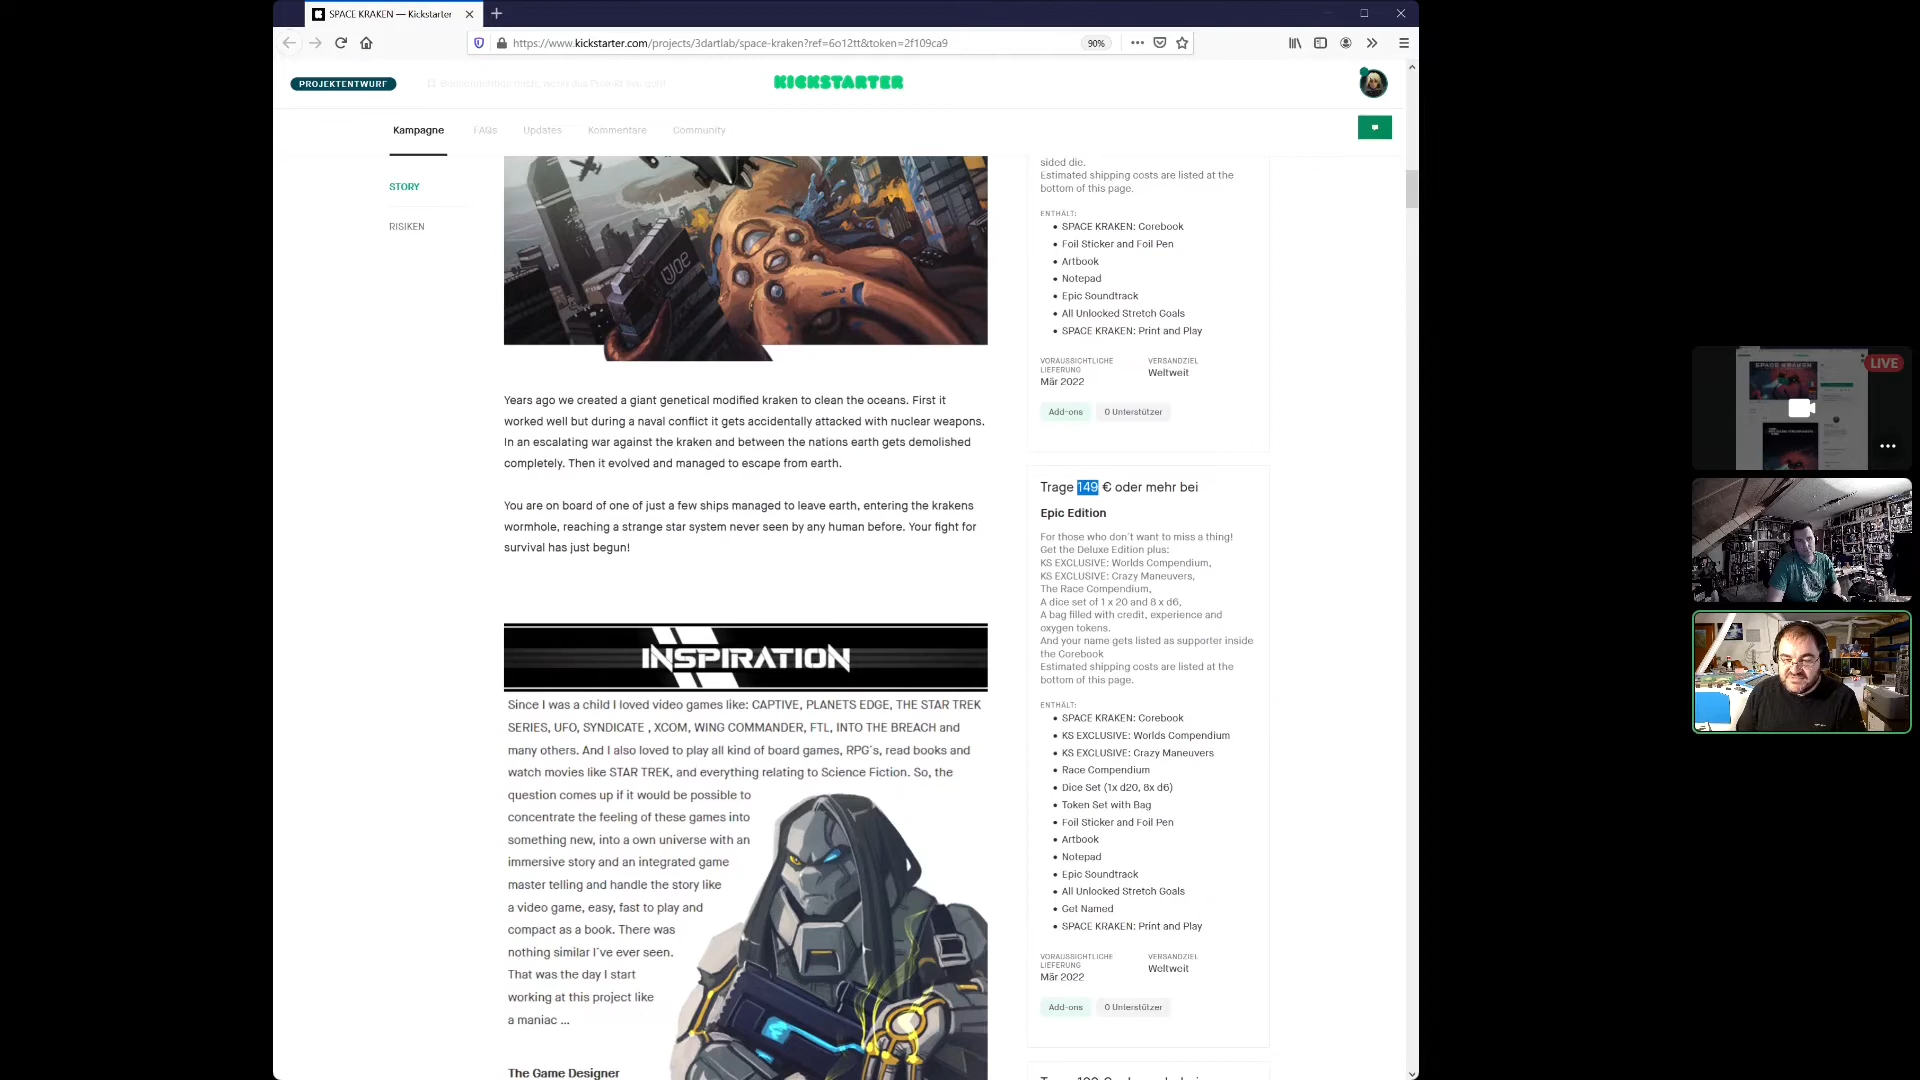 SPACE KRAKEN — Kickstarter
https://www.kickstarter.com/projects/3dartlab/space-kraken?ref=6o12tt&token=2f109ca9
90%
PROJEKTENTWURF
KICKSTARTER
Kampagne
FAQs
Updates
Kommentare
Community
STORY
RISIKEN
Years ago we created a giant genetical modified kraken to clean the oceans. First it
worked well but during a naval conflict it gets accidentally attacked with nuclear weapons.
In an escalating war against the kraken and between the nations earth gets demolished
completely. Then it evolved and managed to escape from earth.
You are on board of one of just a few ships managed to leave earth, entering the krakens
wormhole, reaching a strange star system never seen by any human before. Your fight for
survival has just begun!
INSPIRATION
Since I was a child I loved video games like: CAPTIVE, PLANETS EDGE, THE STAR TREK
SERIES, UFO, SYNDICATE , XCOM, WING COMMANDER, FTL, INTO THE BREACH and
many others. And I also loved to play all kind of board games, RPG´s, read books and
watch movies like STAR TREK, and everything relating to Science Fiction. So, the
question comes up if it would be possible to
concentrate the feeling of these games into
something new, into a own universe with an
immersive story and an integrated game
master telling and handle the story like
a video game, easy, fast to play and
compact as a book. There was
nothing similar I´ve ever seen.
That was the day I start
working at this project like
a maniac ...
The Game Designer
sided die.
Estimated shipping costs are listed at the
bottom of this page.
ENTHÄLT:
• SPACE KRAKEN: Corebook
• Foil Sticker and Foil Pen
• Artbook
• Notepad
• Epic Soundtrack
• All Unlocked Stretch Goals
• SPACE KRAKEN: Print and Play
VORAUSSICHTLICHE
LIEFERUNG
Mär 2022
VERSANDZIEL
Weltweit
Add-ons
0 Unterstützer
Trage 149 € oder mehr bei
Epic Edition
For those who don´t want to miss a thing!
Get the Deluxe Edition plus:
KS EXCLUSIVE: Worlds Compendium,
KS EXCLUSIVE: Crazy Maneuvers,
The Race Compendium,
A dice set of 1 x 20 and 8 x d6,
A bag filled with credit, experience and
oxygen tokens.
And your name gets listed as supporter inside
the Corebook
Estimated shipping costs are listed at the
bottom of this page.
ENTHÄLT:
• SPACE KRAKEN: Corebook
• KS EXCLUSIVE: Worlds Compendium
• KS EXCLUSIVE: Crazy Maneuvers
• Race Compendium
• Dice Set (1x d20, 8x d6)
• Token Set with Bag
• Foil Sticker and Foil Pen
• Artbook
• Notepad
• Epic Soundtrack
• All Unlocked Stretch Goals
• Get Named
• SPACE KRAKEN: Print and Play
VORAUSSICHTLICHE
LIEFERUNG
Mär 2022
VERSANDZIEL
Weltweit
Add-ons
0 Unterstützer
LIVE
SPACE KRAKEN